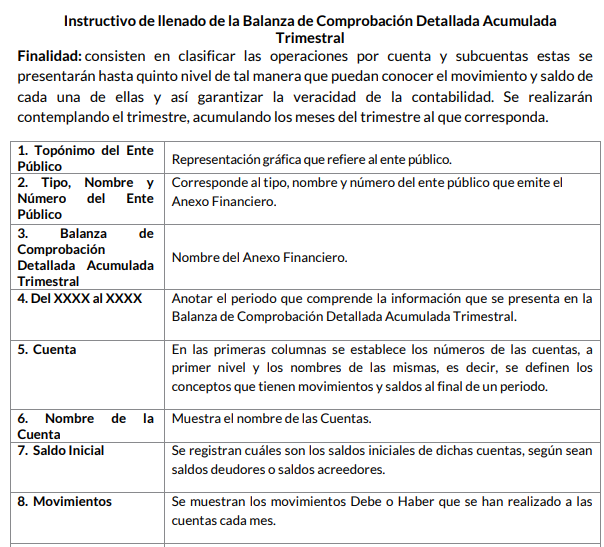 Instructivo de llenado de la Balanza de Comprobación Detallada Acumulada
Trimestral
Finalidad: consisten en clasificar las operaciones por cuenta y subcuentas estas se
presentarán hasta quinto nivel de tal manera que puedan conocer el movimiento y saldo de
cada una de ellas y así garantizar la veracidad de la contabilidad. Se realizarán
contemplando el trimestre, acumulando los meses del trimestre al que corresponda.
1. Topónimo del Ente
Público
Representación gráfica que refiere al ente público.
2. Tipo, Nombre y
Número del Ente
Público
Corresponde al tipo, nombre y número del ente público que emite el
Anexo Financiero.
3. Balanza de
Comprobación
Detallada Acumulada
Trimestral
Nombre del Anexo Financiero.
4. Del XXXX al XXXX
Anotar el periodo que comprende la información que se presenta en la
Balanza de Comprobación Detallada Acumulada Trimestral.
5. Cuenta
En las primeras columnas se establece los números de las cuentas, a
primer nivel y los nombres de las mismas, es decir, se definen los
conceptos que tienen movimientos y saldos al final de un periodo.
6. Nombre de la
Cuenta
Muestra el nombre de las Cuentas.
7. Saldo Inicial
Se registran cuáles son los saldos iniciales de dichas cuentas, según sean
saldos deudores o saldos acreedores.
8. Movimientos
Se muestran los movimientos Debe o Haber que se han realizado a las
cuentas cada mes.